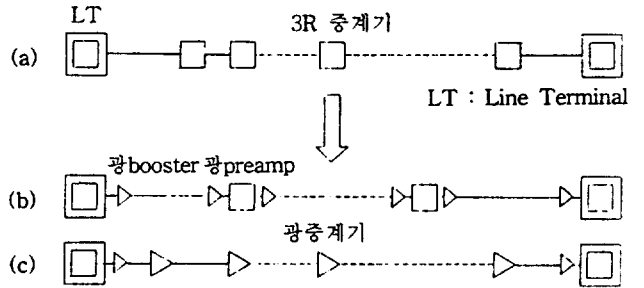 LT
3R 중계기
(a)
LT : Line Terminal
광booster 광preamp
(b)
광중계기
(c)